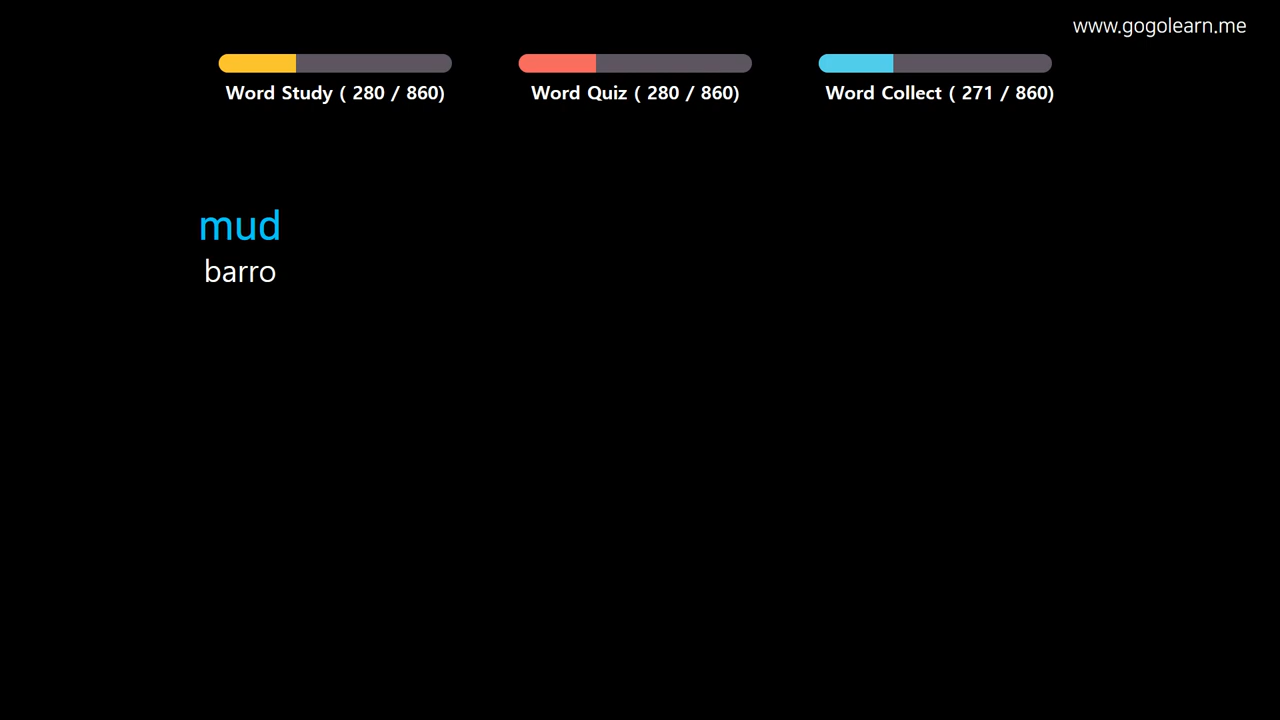 www.gogolearn.me
Word Study ( 280 / 860)
Word Quiz ( 280 / 860)
Word Collect ( 271 / 860)
mud
barro